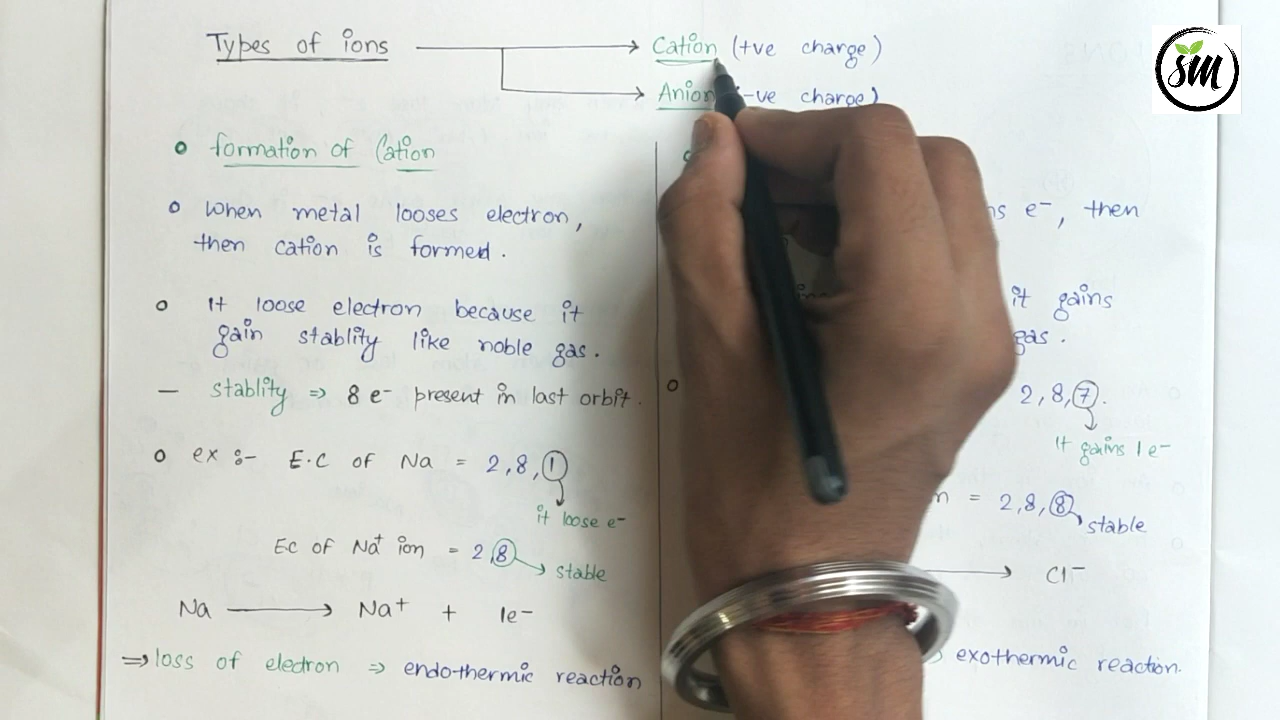 Types of ions
Cation (+ve charge)
Anion (-ve charge)
sm
formation of Cation
When metal looses electron,
then cation is formed.
It loose electron because it
gain stablity like noble gas.
— stablity ⇒ 8 e⁻ present in last orbit.
ex :- E.C of Na = 2,8,1
it loose e⁻
Ec of Na⁺ ion = 2,8
stable
Na ⟶ Na⁺ + 1e⁻
⇒ loss of electron ⇒ endothermic reaction
e⁻, then
it gains
gas.
2,8,7.
It gains 1e⁻
= 2,8,8
stable
⟶ Cl⁻
exothermic reaction.